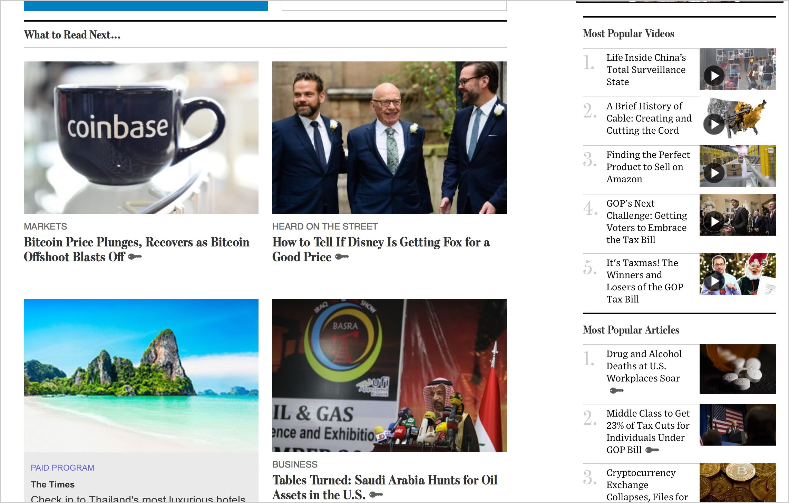 What to Read Next...
coinbase
MARKETS
Bitcoin Price Plunges, Recovers as Bitcoin
Offshoot Blasts Off
HEARD ON THE STREET
How to Tell If Disney Is Getting Fox for a
Good Price
PAID PROGRAM
The Times
Check in to Thailand's most luxurious hotels
IRAQ
SHOW
BASRA
IL & GAS
ence and Exhibitio
BUSINESS
Tables Turned: Saudi Arabia Hunts for Oil
Assets in the U.S.
Most Popular Videos
1.
Life Inside China's
Total Surveillance
State
2.
A Brief History of
Cable: Creating and
Cutting the Cord
3.
Finding the Perfect
Product to Sell on
Amazon
4.
GOP's Next
Challenge: Getting
Voters to Embrace
the Tax Bill
5.
It's Taxmas! The
Winners and
Losers of the GOP
Tax Bill
Most Popular Articles
1.
Drug and Alcohol
Deaths at U.S.
Workplaces Soar
2.
Middle Class to Get
23% of Tax Cuts for
Individuals Under
GOP Bill
3.
Cryptocurrency
Exchange
Collapses, Files for